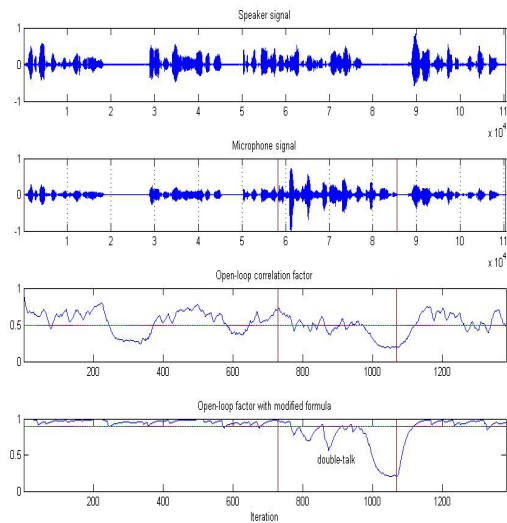 Speaker signal
1
0
-1
1 2 3 4 5 6 7 8 9 10 11
x 10^4
Microphone signal
1
0
-1
1 2 3 4 5 6 7 8 9 10 11
x 10^4
Open-loop correlation factor
1
0.5
0
200 400 600 800 1000 1200
Open-loop factor with modified formula
1
0.5
double-talk
0
200 400 600 800 1000 1200
Iteration